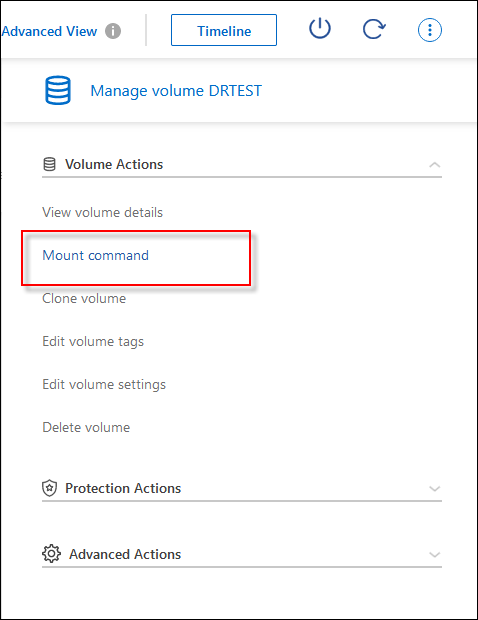 Advanced View i Timeline
Manage volume DRTEST
Volume Actions
View volume details
Mount command
Clone volume
Edit volume tags
Edit volume settings
Delete volume
Protection Actions
Advanced Actions